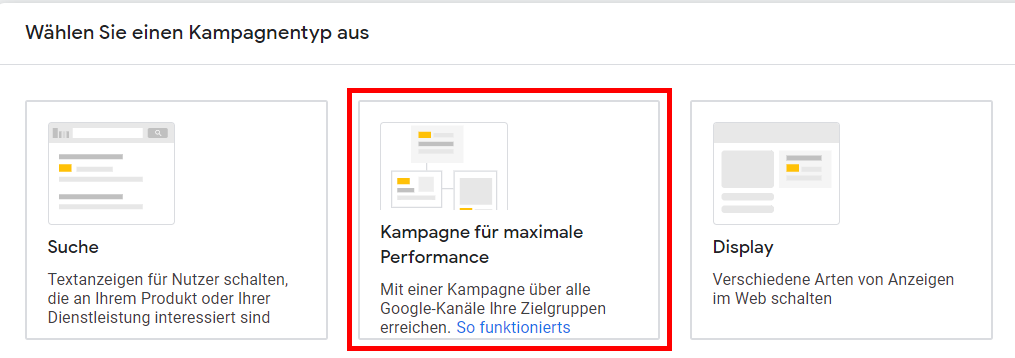 Wählen Sie einen Kampagnentyp aus
Suche
Textanzeigen für Nutzer schalten,
die an Ihrem Produkt oder Ihrer
Dienstleistung interessiert sind
Kampagne für maximale
Performance
Mit einer Kampagne über alle
Google-Kanäle Ihre Zielgruppen
erreichen. So funktionierts
Display
Verschiedene Arten von Anzeigen
im Web schalten